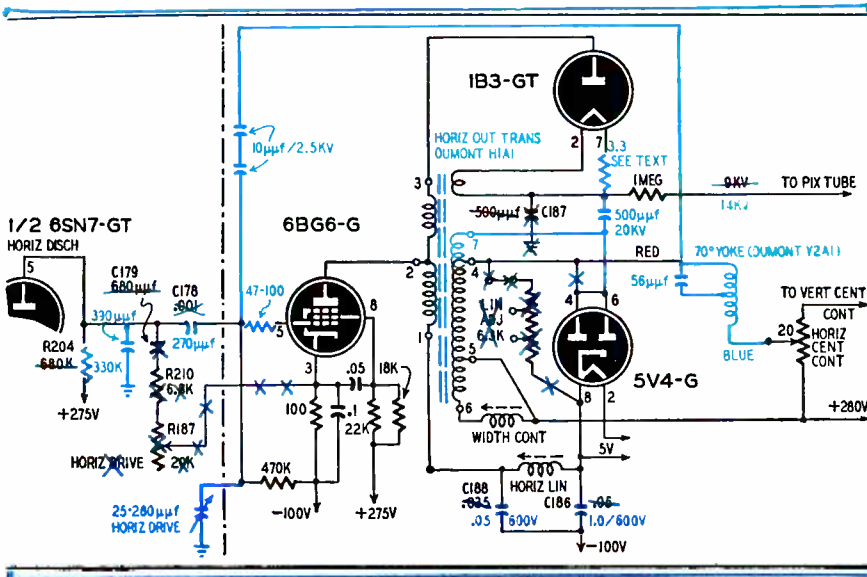 1B3-GT
2
7
3.3
SEE TEXT
HORIZ OUT TRANS
DUMONT H1A1
10µµf/2.5KV
3
1MEG
9KV
14KV
TO PIX TUBE
500µµf
C187
500µµf
20KV
1/2 6SN7-GT
HORIZ DISCH
5
6BG6-G
7
RED
70° YOKE (DUMONT Y2A1)
C179
680µµf
C178
.001
2
4
4
6
56µµf
TO VERT CENT
CONT
47-100
8
5
LIN
ADJ
6.3K
20
HORIZ
CENT
CONT
390µµf
270µµf
R204
680K
330K
R210
6.8K
3
.05
18K
1
5
BLUE
5V4-G
+275V
100
.1
22K
6
8
2
+280V
R187
20K
WIDTH CONT
HORIZ DRIVE
5V
470K
HORIZ LIN
25-280µµf
HORIZ DRIVE
-100V
+275V
C188
.035
.05 600V
C186
.05
1.0/600V
-100V